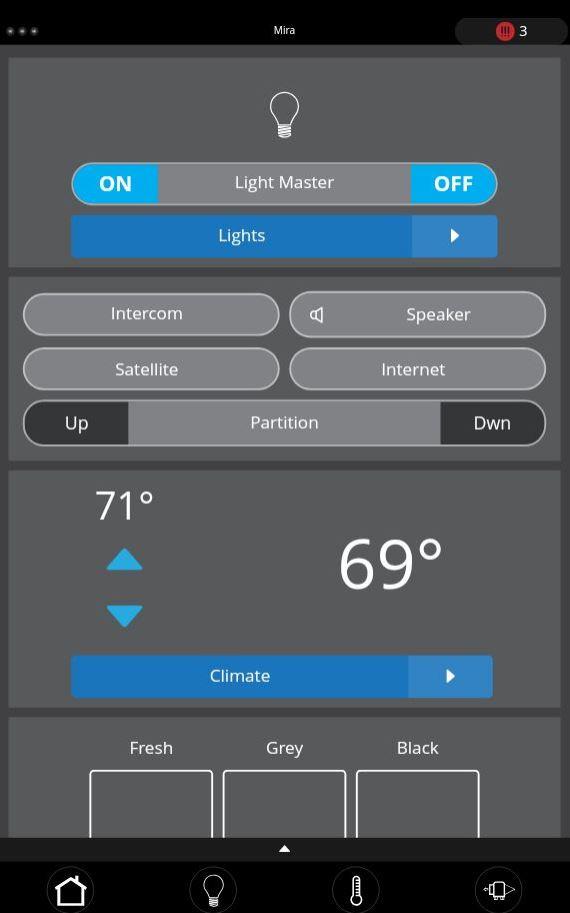 Mira
3
ON Light Master OFF
Lights
Intercom Speaker
Satellite Internet
Up Partition Dwn
71°
69°
Climate
Fresh Grey Black